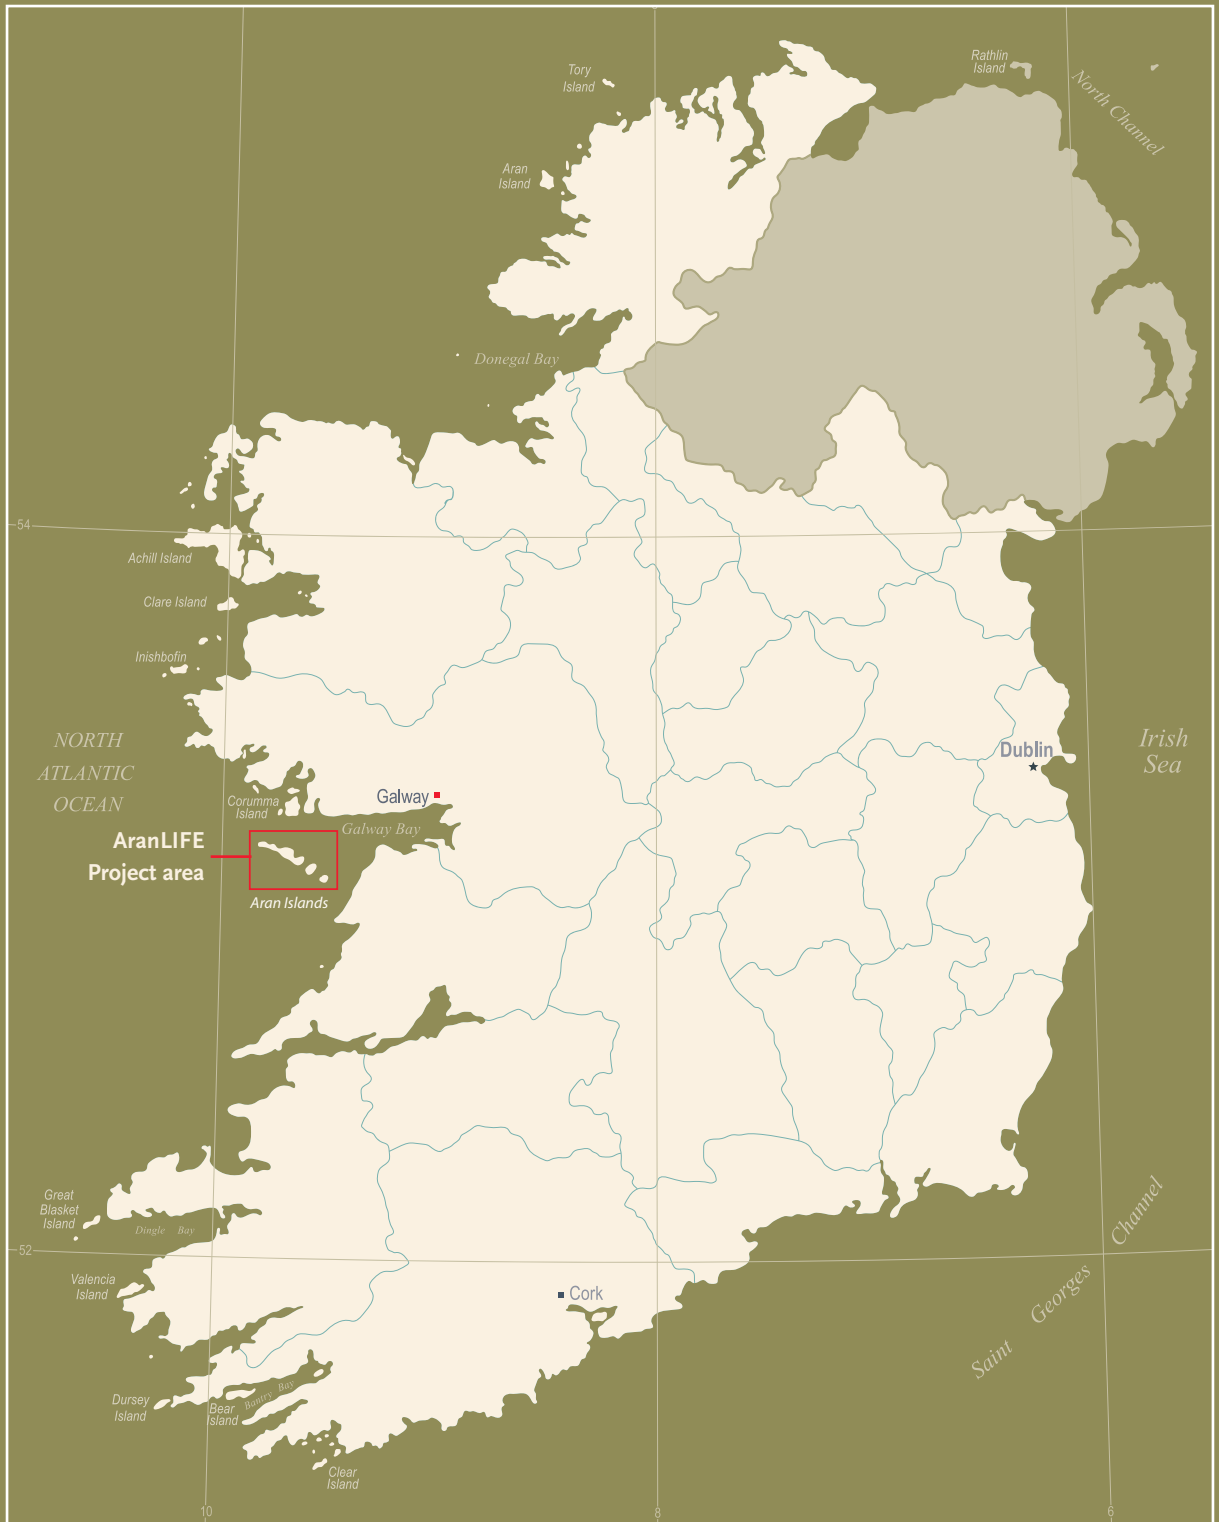 Rathlin
Island
Tory
Island
North Channel
Aran
Island
Donegal Bay
54
Achill Island
Clare Island
Inishbofin
NORTH
ATLANTIC
OCEAN
Irish
Sea
Dublin
Galway
Corumma
Island
Galway Bay
AranLIFE
Project area
Aran Islands
Great
Blasket
Island
Dingle Bay
52
Valencia
Island
Cork
Saint Georges Channel
Dursey
Island
Bear
Island
Bantry Bay
Clear
Island
10
8
6